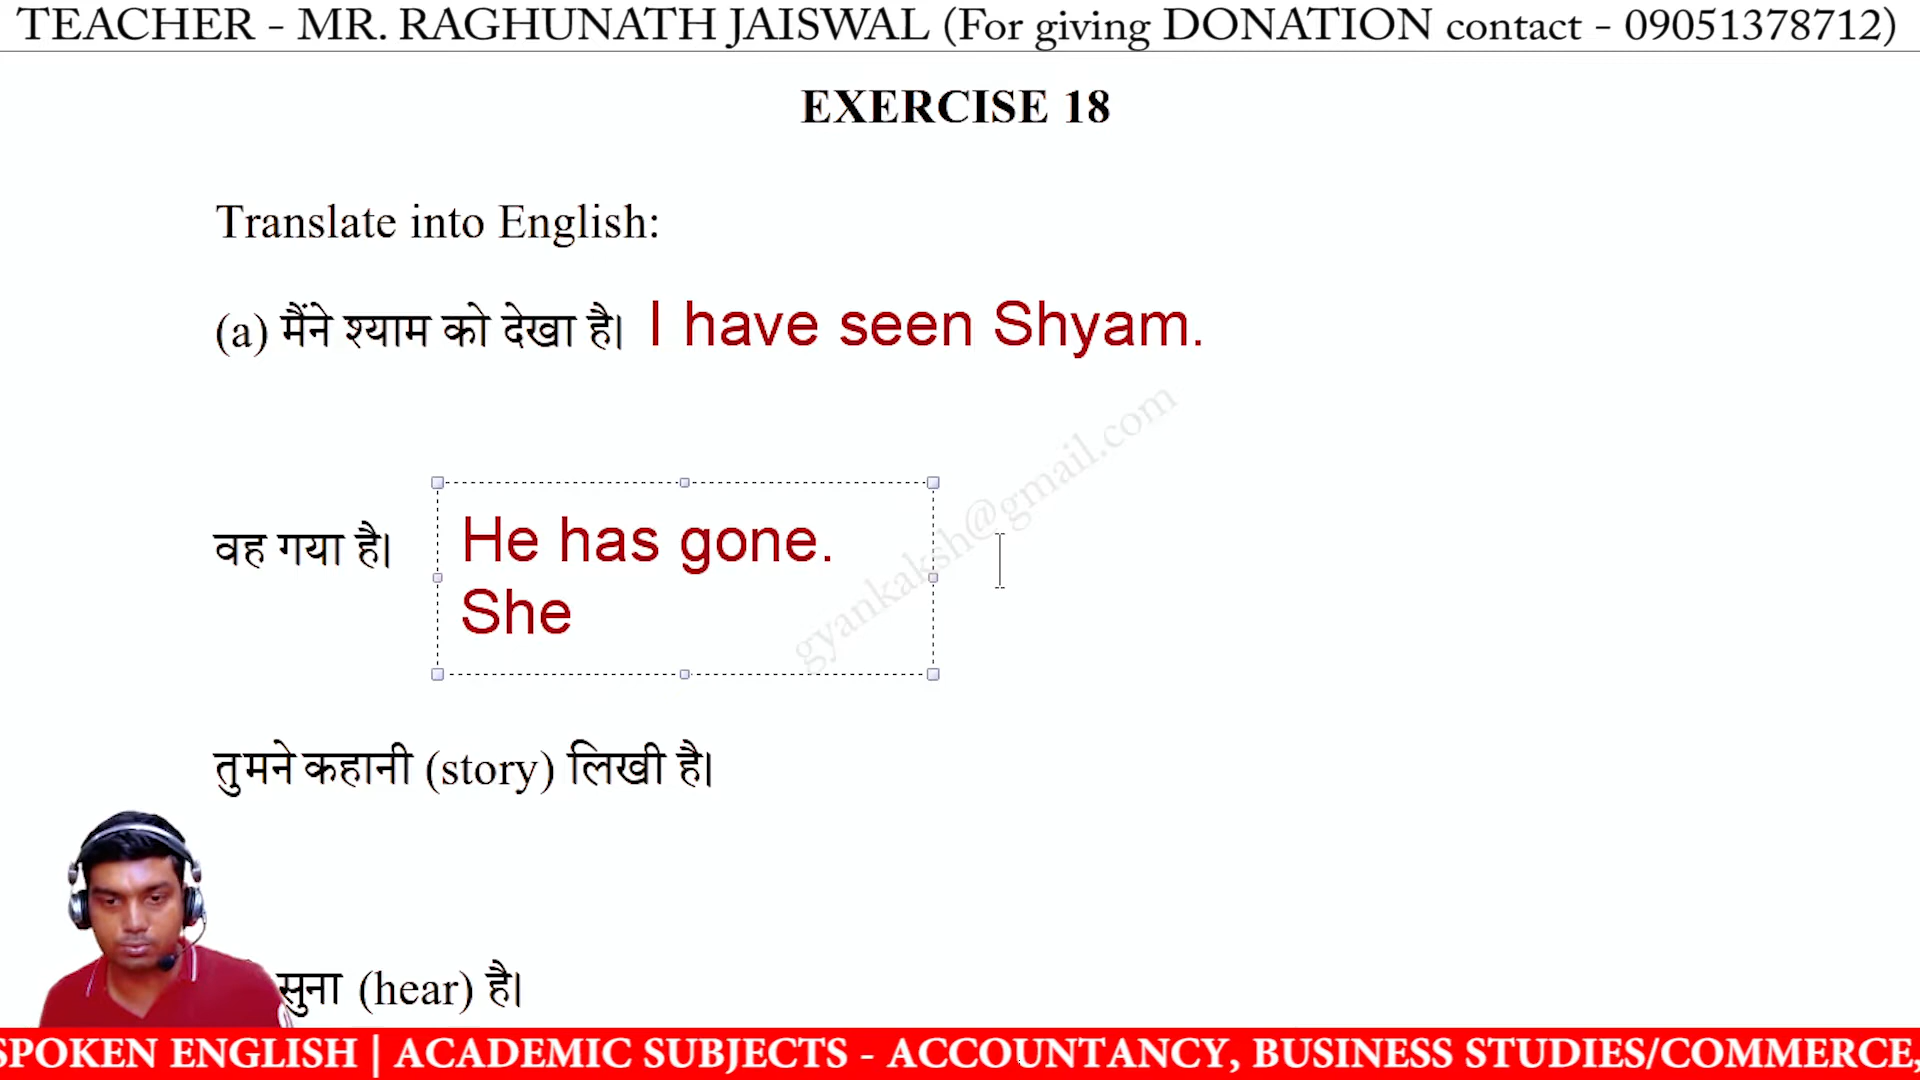 TEACHER - MR. RAGHUNATH JAISWAL (For giving DONATION contact - 09051378712)
EXERCISE 18
Translate into English:
(a) मैंने श्याम को देखा है। I have seen Shyam.
gyankaksh@gmail.com
वह गया है। He has gone.
She
तुमने कहानी (story) लिखी है।
सुना (hear) है।
SPOKEN ENGLISH | ACADEMIC SUBJECTS - ACCOUNTANCY, BUSINESS STUDIES/COMMERCE,